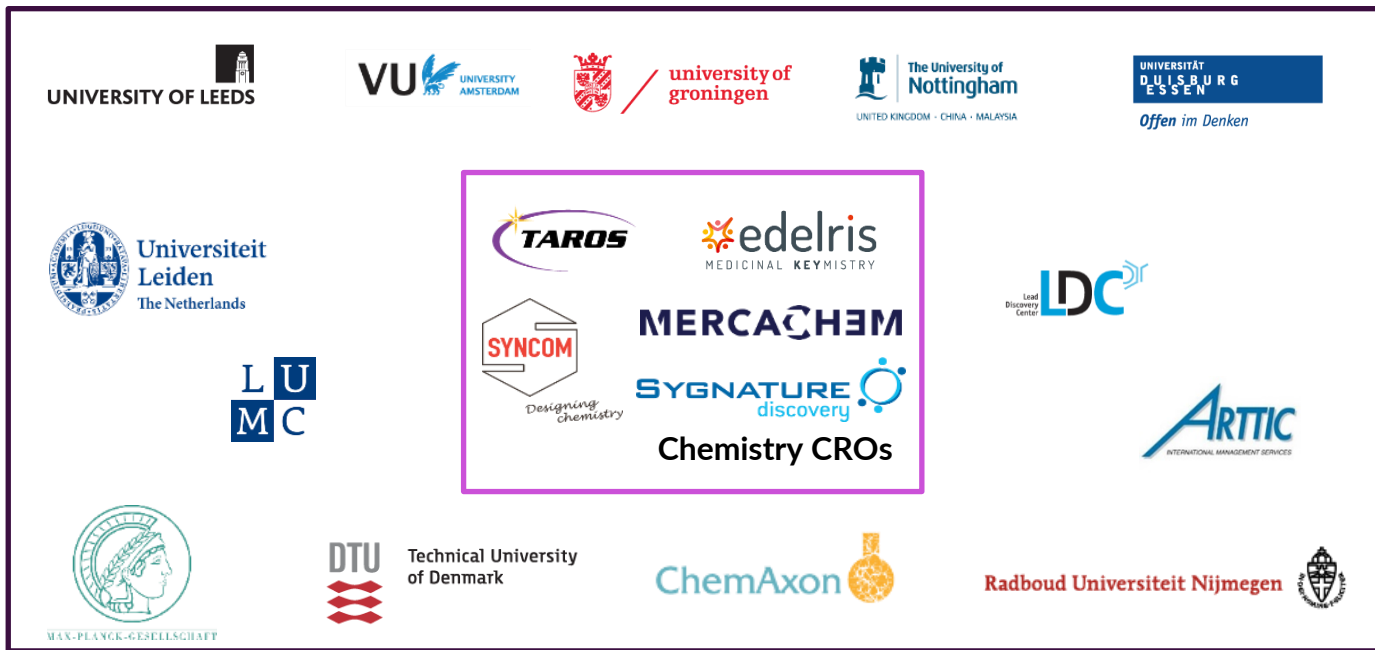 UNIVERSITY OF LEEDS
VU UNIVERSITY
AMSTERDAM
university of
groningen
The University of
Nottingham
UNITED KINGDOM · CHINA · MALAYSIA
UNIVERSITÄT
DUISBURG
ESSEN
Offen im Denken
Universiteit
Leiden
The Netherlands
TAROS
edelris
MEDICINAL KEYMISTRY
SYNCOM
Designing
chemistry
MERCACHEM
SYGNATURE
discovery
Chemistry CROs
Lead
Discovery
Center
LDC
LU
MC
ARTTIC
INTERNATIONAL MANAGEMENT SERVICES
MAX-PLANCK-GESELLSCHAFT
DTU
Technical University
of Denmark
ChemAxon
Radboud Universiteit Nijmegen